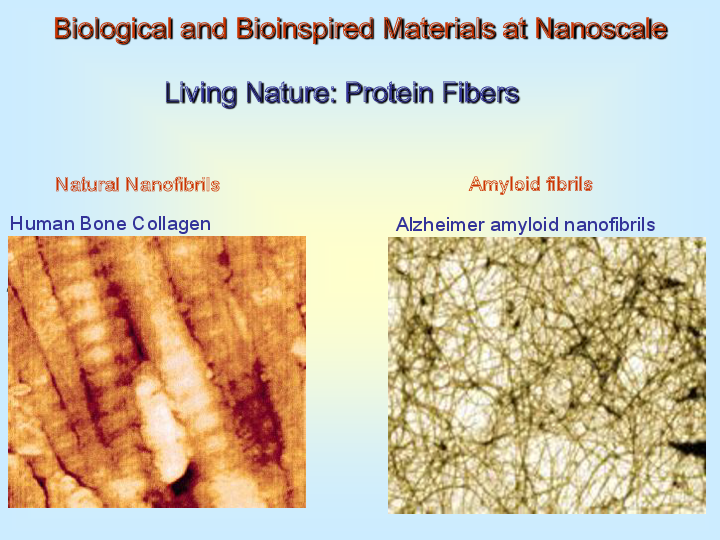 Biological and Bioinspired Materials at Nanoscale
Living Nature: Protein Fibers
Natural Nanofibrils
Amyloid fibrils
Human Bone Collagen
Alzheimer amyloid nanofibrils